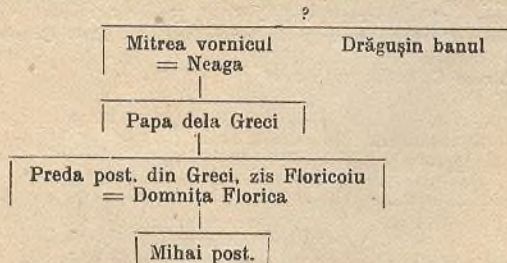 ?
Mitrea vornicul Drăgușin banul
= Neaga
Papa dela Greci
Preda post. din Greci, zis Floricoiu
= Domnița Florica
Mihai post.